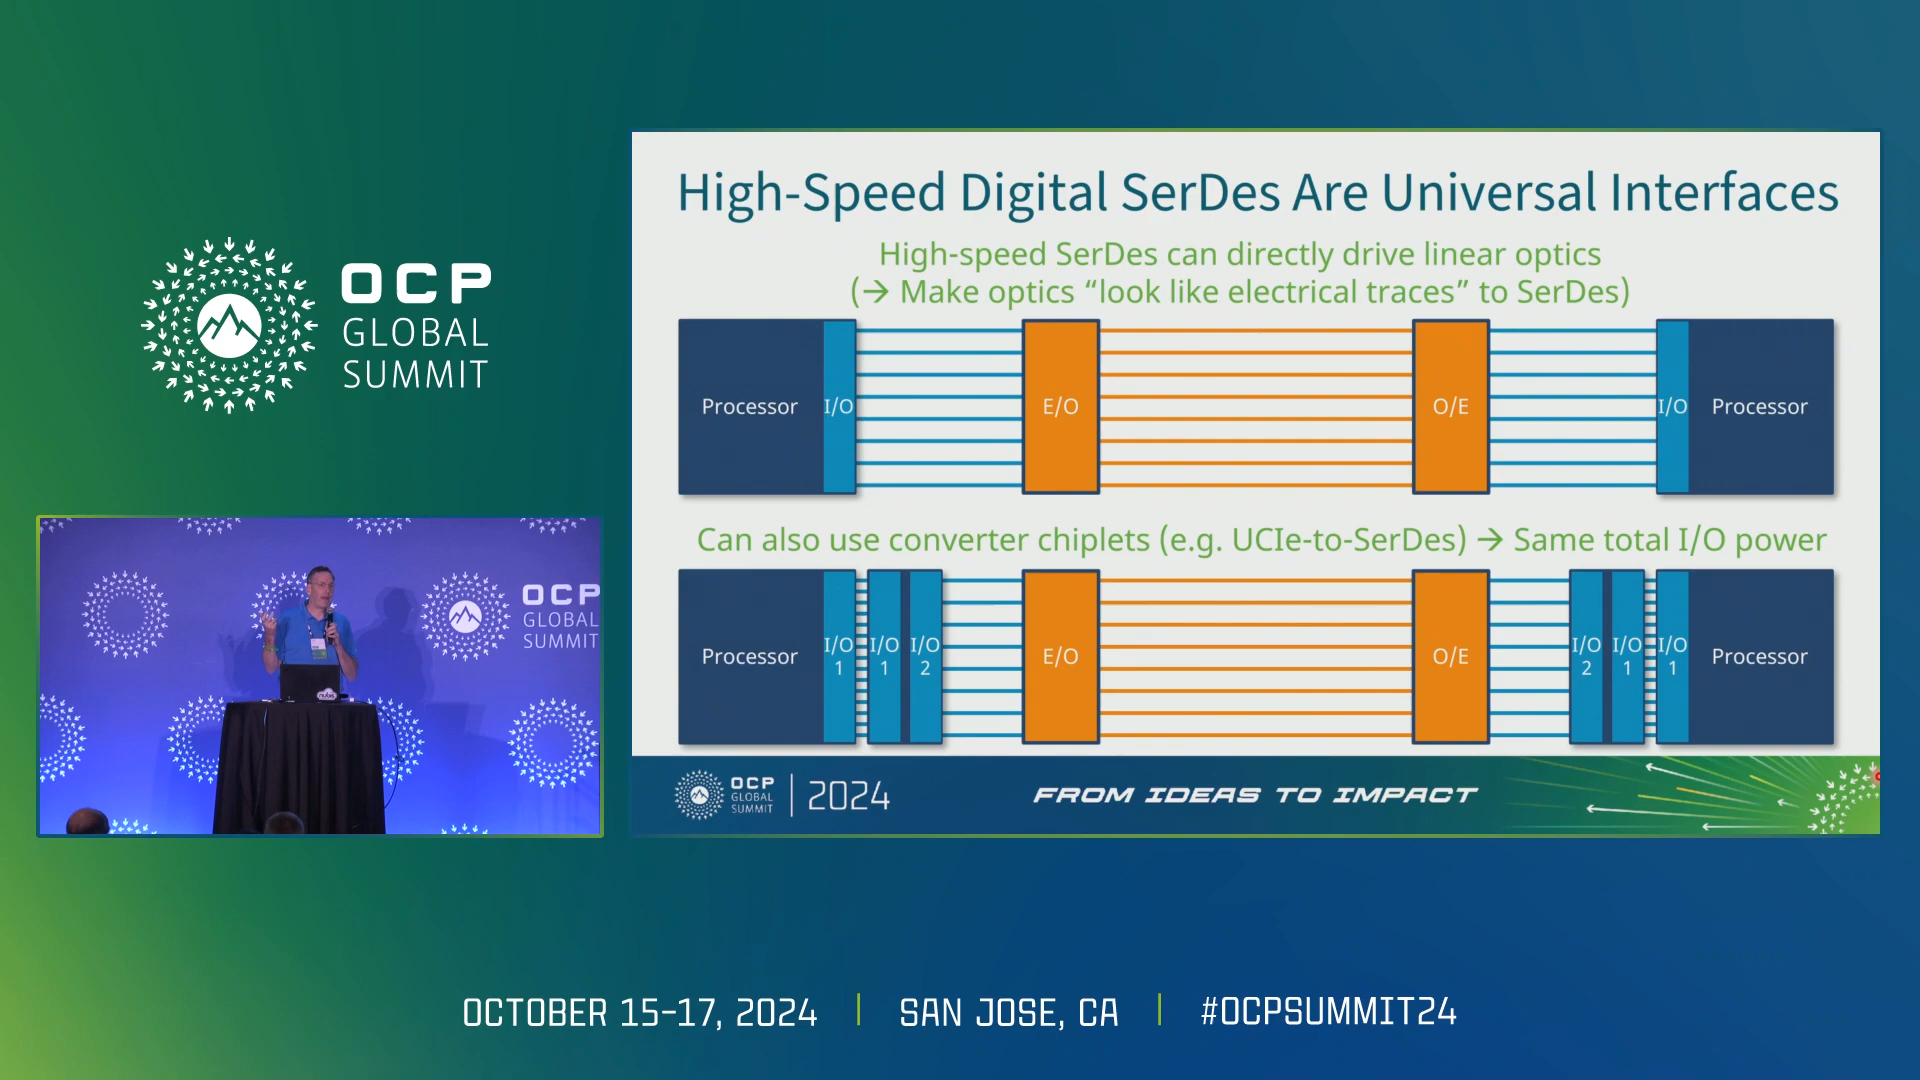 OCP
GLOBAL
SUMMIT
High-Speed Digital SerDes Are Universal Interfaces
High-speed SerDes can directly drive linear optics
(→ Make optics “look like electrical traces” to SerDes)
Processor
I/O
E/O
O/E
I/O
Processor
Can also use converter chiplets (e.g. UCIe-to-SerDes) → Same total I/O power
Processor
I/O
1
I/O
1
I/O
2
E/O
O/E
I/O
2
I/O
1
I/O
1
Processor
OCP
GLOBAL
SUMMIT
2024
FROM IDEAS TO IMPACT
OCP
GLOBAL
SUMMIT
nubis
OCTOBER 15-17, 2024 | SAN JOSE, CA | #OCPSUMMIT24